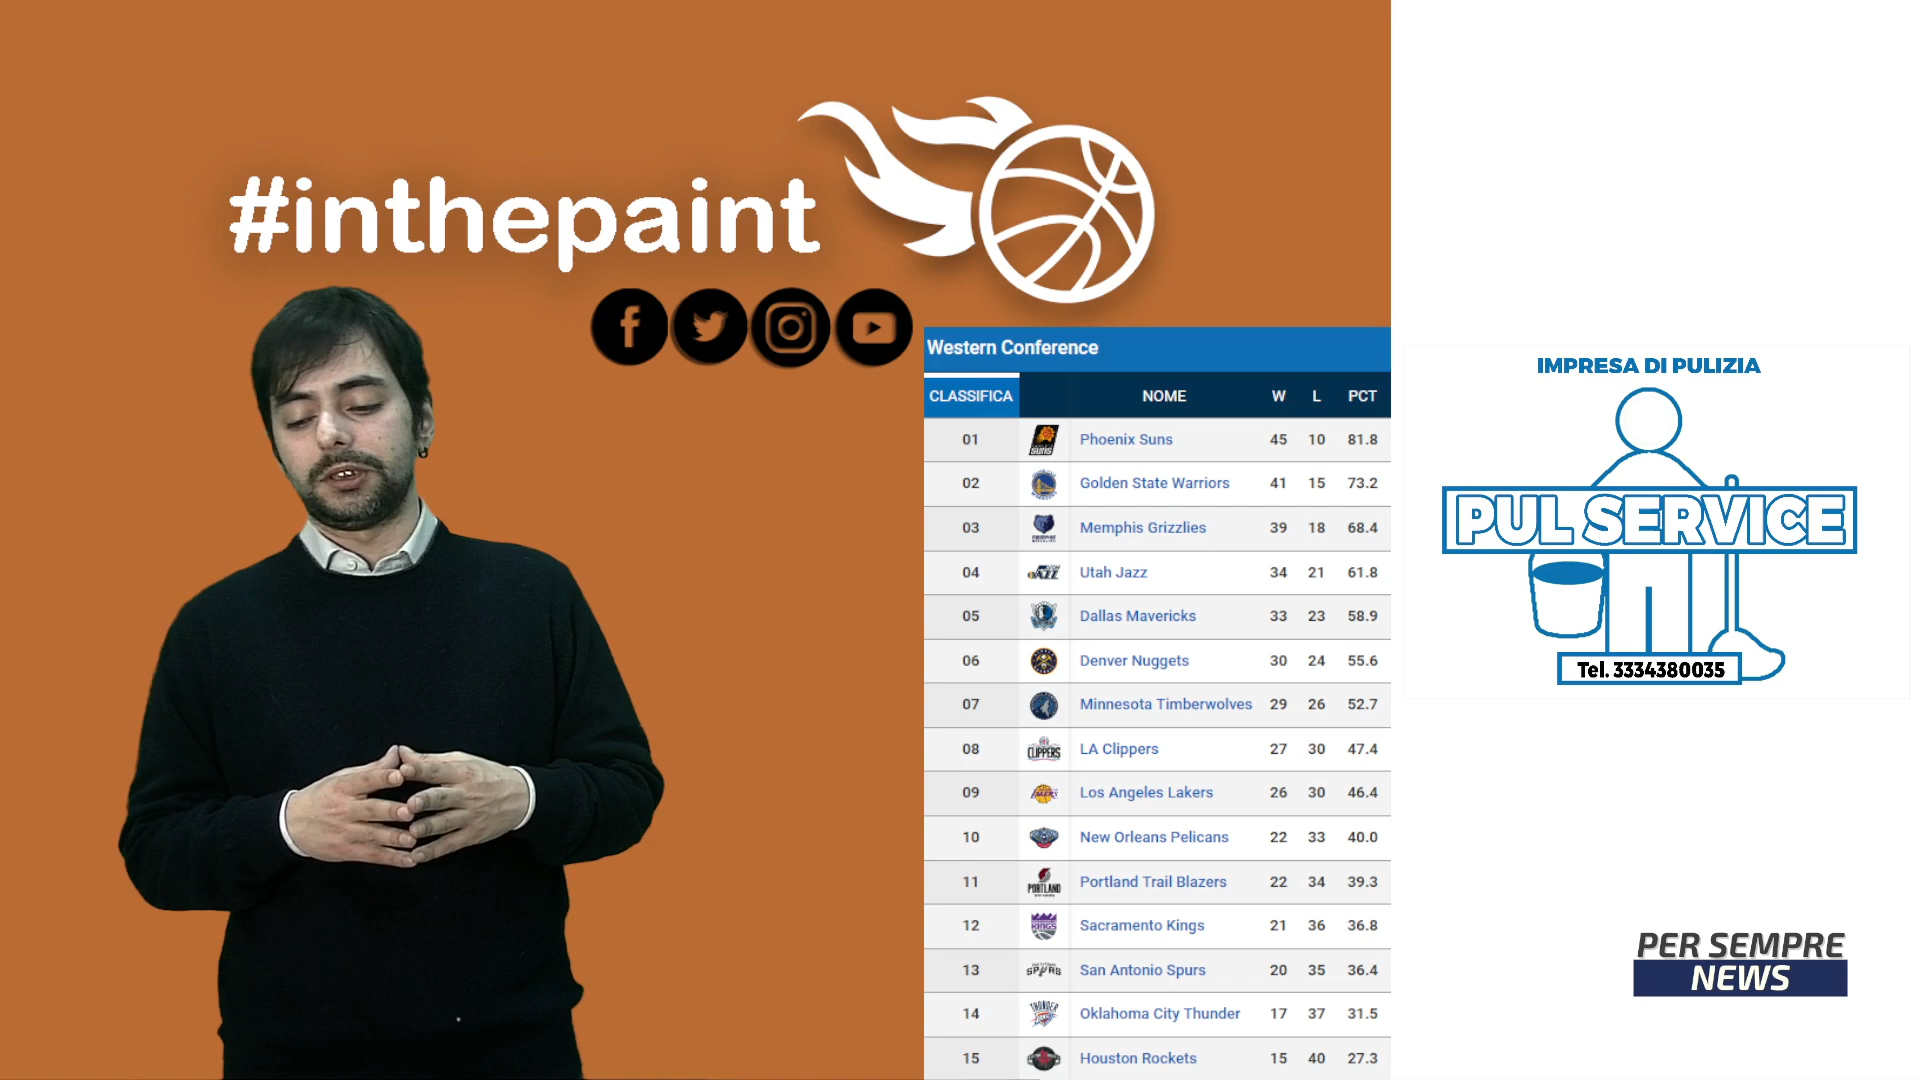 #inthepaint
Western Conference
CLASSIFICA NOME W L PCT
01 Phoenix Suns 45 10 81.8
02 Golden State Warriors 41 15 73.2
03 Memphis Grizzlies 39 18 68.4
04 Utah Jazz 34 21 61.8
05 Dallas Mavericks 33 23 58.9
06 Denver Nuggets 30 24 55.6
07 Minnesota Timberwolves 29 26 52.7
08 LA Clippers 27 30 47.4
09 Los Angeles Lakers 26 30 46.4
10 New Orleans Pelicans 22 33 40.0
11 Portland Trail Blazers 22 34 39.3
12 Sacramento Kings 21 36 36.8
13 San Antonio Spurs 20 35 36.4
14 Oklahoma City Thunder 17 37 31.5
15 Houston Rockets 15 40 27.3
IMPRESA DI PULIZIA
PUL SERVICE
Tel. 3334380035
PER SEMPRE
NEWS